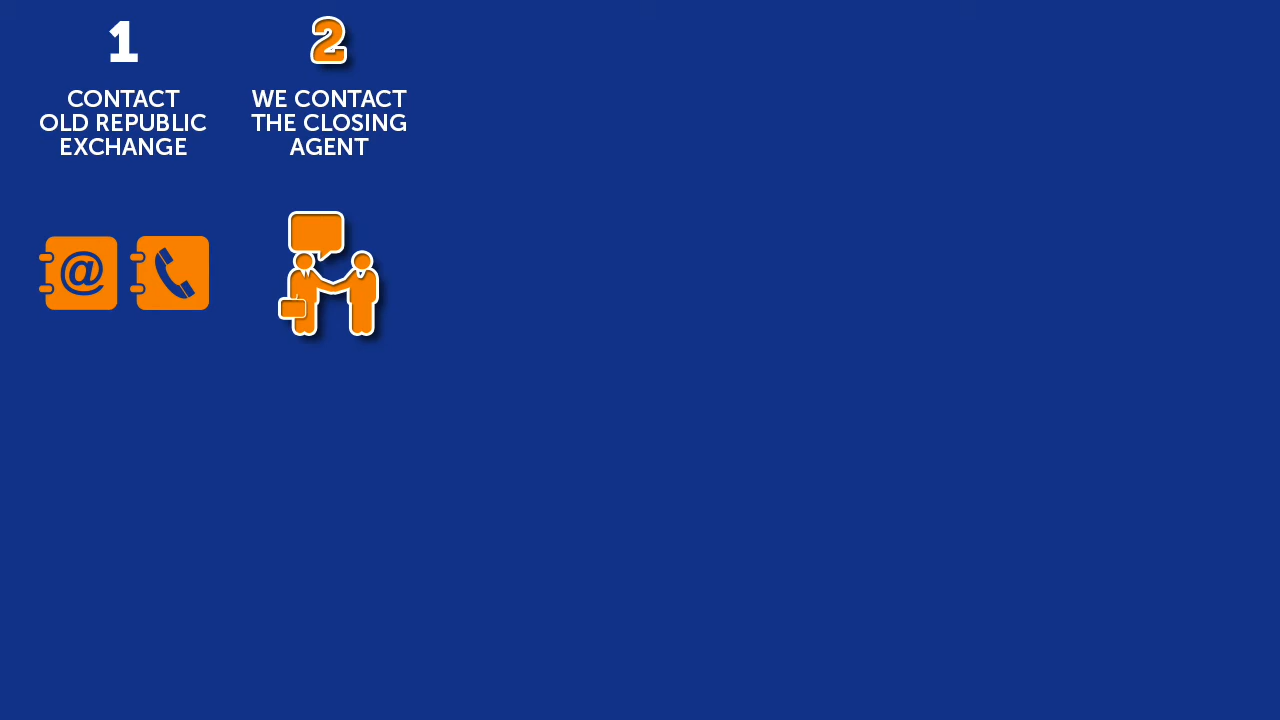 1
CONTACT
OLD REPUBLIC
EXCHANGE
@
2
WE CONTACT
THE CLOSING
AGENT